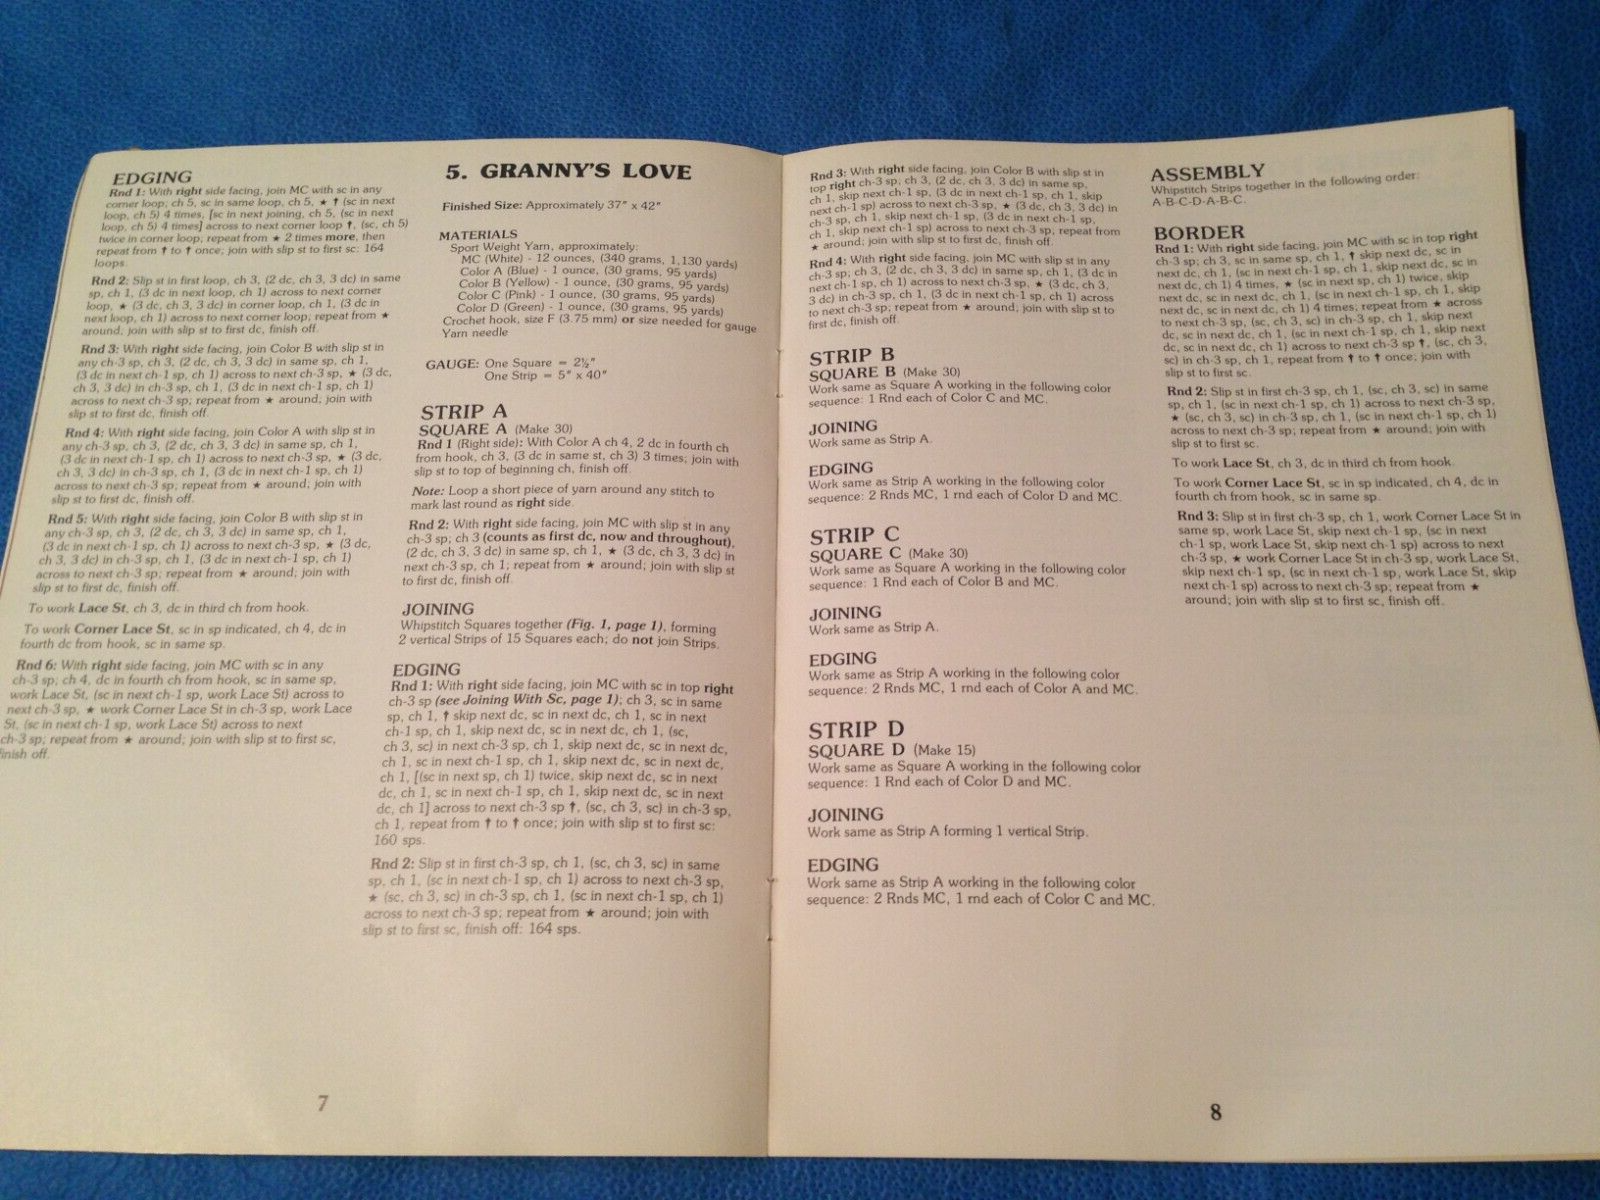 EDGING
Rnd 1: With right side facing, join MC with sc in any
corner loop, ch 5, sc in same loop, ch 5, ★ † (sc in next
loop, ch 5) 4 times, [sc in next joining, ch 5, (sc in next
loop, ch 5) 4 times] across to next corner loop †, (sc, ch 5)
twice in corner loop; repeat from ★ 2 times more, then
repeat from † to † once; join with slip st to first sc: 164
loops.
Rnd 2: Slip st in first loop, ch 3, (2 dc, ch 3, 3 dc) in same
sp, ch 1, (3 dc in next loop, ch 1) across to next corner
loop, ★ (3 dc, ch 3, 3 dc) in corner loop, ch 1, (3 dc in
next loop, ch 1) across to next corner loop; repeat from ★
around; join with slip st to first dc, finish off.
Rnd 3: With right side facing, join Color B with slip st in
any ch-3 sp, ch 3, (2 dc, ch 3, 3 dc) in same sp, ch 1,
(3 dc in next ch-1 sp, ch 1) across to next ch-3 sp, ★ (3 dc,
ch 3, 3 dc) in ch-3 sp, ch 1, (3 dc in next ch-1 sp, ch 1)
across to next ch-3 sp; repeat from ★ around; join with
slip st to first dc, finish off.
Rnd 4: With right side facing, join Color A with slip st in
any ch-3 sp, ch 3, (2 dc, ch 3, 3 dc) in same sp, ch 1,
(3 dc in next ch-1 sp, ch 1) across to next ch-3 sp, ★ (3 dc,
ch 3, 3 dc) in ch-3 sp, ch 1, (3 dc in next ch-1 sp, ch 1)
across to next ch-3 sp; repeat from ★ around; join with
slip st to first dc, finish off.
Rnd 5: With right side facing, join Color B with slip st in
any ch-3 sp, ch 3, (2 dc, ch 3, 3 dc) in same sp, ch 1,
(3 dc in next ch-1 sp, ch 1) across to next ch-3 sp, ★ (3 dc,
ch 3, 3 dc) in ch-3 sp, ch 1, (3 dc in next ch-1 sp, ch 1)
across to next ch-3 sp; repeat from ★ around; join with
slip st to first dc, finish off.
To work Lace St, ch 3, dc in third ch from hook.
To work Corner Lace St, sc in sp indicated, ch 4, dc in
fourth dc from hook, sc in same sp.
Rnd 6: With right side facing, join MC with sc in any
ch-3 sp; ch 4, dc in fourth ch from hook, sc in same sp,
work Lace St, (sc in next ch-1 sp, work Lace St) across to
next ch-3 sp, ★ work Corner Lace St in ch-3 sp, work Lace
St, (sc in next ch-1 sp, work Lace St) across to next
ch-3 sp; repeat from ★ around; join with slip st to first sc,
finish off.
7
5. GRANNY'S LOVE
Finished Size: Approximately 37" x 42"
MATERIALS
Sport Weight Yarn, approximately:
MC (White) - 12 ounces, (340 grams, 1,130 yards)
Color A (Blue) - 1 ounce, (30 grams, 95 yards)
Color B (Yellow) - 1 ounce, (30 grams, 95 yards)
Color C (Pink) - 1 ounce, (30 grams, 95 yards)
Color D (Green) - 1 ounce, (30 grams, 95 yards)
Crochet hook, size F (3.75 mm) or size needed for gauge
Yarn needle
GAUGE: One Square = 2½"
One Strip = 5" x 40"
STRIP A
SQUARE A (Make 30)
Rnd 1 (Right side): With Color A ch 4, 2 dc in fourth ch
from hook, ch 3, (3 dc in same st, ch 3) 3 times; join with
slip st to top of beginning ch, finish off.
Note: Loop a short piece of yarn around any stitch to
mark last round as right side.
Rnd 2: With right side facing, join MC with slip st in any
ch-3 sp; ch 3 (counts as first dc, now and throughout),
(2 dc, ch 3, 3 dc) in same sp, ch 1, ★ (3 dc, ch 3, 3 dc) in
next ch-3 sp, ch 1; repeat from ★ around; join with slip st
to first dc, finish off.
JOINING
Whipstitch Squares together (Fig. 1, page 1), forming
2 vertical Strips of 15 Squares each; do not join Strips.
EDGING
Rnd 1: With right side facing, join MC with sc in top right
ch-3 sp (see Joining With Sc, page 1); ch 3, sc in same
sp, ch 1, † skip next dc, sc in next dc, ch 1, sc in next
ch-1 sp, ch 1, skip next dc, sc in next dc, ch 1, (sc,
ch 3, sc) in next ch-3 sp, ch 1, skip next dc, sc in next dc,
ch 1, sc in next ch-1 sp, ch 1, skip next dc, sc in next dc,
ch 1, [(sc in next sp, ch 1) twice, skip next dc, sc in next
dc, ch 1, sc in next ch-1 sp, ch 1, skip next dc, sc in next
dc, ch 1] across to next ch-3 sp †, (sc, ch 3, sc) in ch-3 sp,
ch 1, repeat from † to † once; join with slip st to first sc:
160 sps.
Rnd 2: Slip st in first ch-3 sp, ch 1, (sc, ch 3, sc) in same
sp, ch 1, (sc in next ch-1 sp, ch 1) across to next ch-3 sp,
★ (sc, ch 3, sc) in ch-3 sp, ch 1, (sc in next ch-1 sp, ch 1)
across to next ch-3 sp; repeat from ★ around; join with
slip st to first sc, finish off: 164 sps.
Rnd 3: With right side facing, join Color B with slip st in
top right ch-3 sp; ch 3, (2 dc, ch 3, 3 dc) in same sp,
ch 1, skip next ch-1 sp, (3 dc in next ch-1 sp, ch 1, skip
next ch-1 sp) across to next ch-3 sp, ★ (3 dc, ch 3, 3 dc) in
ch-3 sp, ch 1, skip next ch-1 sp, (3 dc in next ch-1 sp,
ch 1, skip next ch-1 sp) across to next ch-3 sp; repeat from
★ around; join with slip st to first dc, finish off.
Rnd 4: With right side facing, join MC with slip st in any
ch-3 sp; ch 3, (2 dc, ch 3, 3 dc) in same sp, ch 1, (3 dc in
next ch-1 sp, ch 1) across to next ch-3 sp, ★ (3 dc, ch 3,
3 dc) in ch-3 sp, ch 1, (3 dc in next ch-1 sp, ch 1) across
to next ch-3 sp; repeat from ★ around; join with slip st to
first dc, finish off.
STRIP B
SQUARE B (Make 30)
Work same as Square A working in the following color
sequence: 1 Rnd each of Color C and MC.
JOINING
Work same as Strip A.
EDGING
Work same as Strip A working in the following color
sequence: 2 Rnds MC, 1 rnd each of Color D and MC.
STRIP C
SQUARE C (Make 30)
Work same as Square A working in the following color
sequence: 1 Rnd each of Color B and MC.
JOINING
Work same as Strip A.
EDGING
Work same as Strip A working in the following color
sequence: 2 Rnds MC, 1 rnd each of Color A and MC.
STRIP D
SQUARE D (Make 15)
Work same as Square A working in the following color
sequence: 1 Rnd each of Color D and MC.
JOINING
Work same as Strip A forming 1 vertical Strip.
EDGING
Work same as Strip A working in the following color
sequence: 2 Rnds MC, 1 rnd each of Color C and MC.
ASSEMBLY
Whipstitch Strips together in the following order:
A-B-C-D-A-B-C.
BORDER
Rnd 1: With right side facing, join MC with sc in top right
ch-3 sp; ch 3, sc in same sp, ch 1, † skip next dc, sc in
next dc, ch 1, (sc in next ch-1 sp, ch 1, skip next dc, sc in
next dc, ch 1) 4 times, ★ (sc in next sp, ch 1) twice, skip
next dc, sc in next dc, ch 1, (sc in next ch-1 sp, ch 1, skip
next dc, sc in next dc, ch 1) 4 times; repeat from ★ across
to next ch-3 sp, (sc, ch 3, sc) in ch-3 sp, ch 1, skip next
dc, sc in next dc, ch 1, (sc in next ch-1 sp, ch 1, skip next
dc, sc in next dc, ch 1) across to next ch-3 sp †, (sc, ch 3,
sc) in ch-3 sp, ch 1, repeat from † to † once; join with
slip st to first sc.
Rnd 2: Slip st in first ch-3 sp, ch 1, (sc, ch 3, sc) in same
sp, ch 1, (sc in next ch-1 sp, ch 1) across to next ch-3 sp,
★ (sc, ch 3, sc) in ch-3 sp, ch 1, (sc in next ch-1 sp, ch 1)
across to next ch-3 sp; repeat from ★ around; join with
slip st to first sc.
To work Lace St, ch 3, dc in third ch from hook.
To work Corner Lace St, sc in sp indicated, ch 4, dc in
fourth ch from hook, sc in same sp.
Rnd 3: Slip st in first ch-3 sp, ch 1, work Corner Lace St in
same sp, work Lace St, skip next ch-1 sp, (sc in next
ch-1 sp, work Lace St, skip next ch-1 sp) across to next
ch-3 sp, ★ work Corner Lace St in ch-3 sp, work Lace St,
skip next ch-1 sp, (sc in next ch-1 sp, work Lace St, skip
next ch-1 sp) across to next ch-3 sp; repeat from ★
around; join with slip st to first sc, finish off.
8